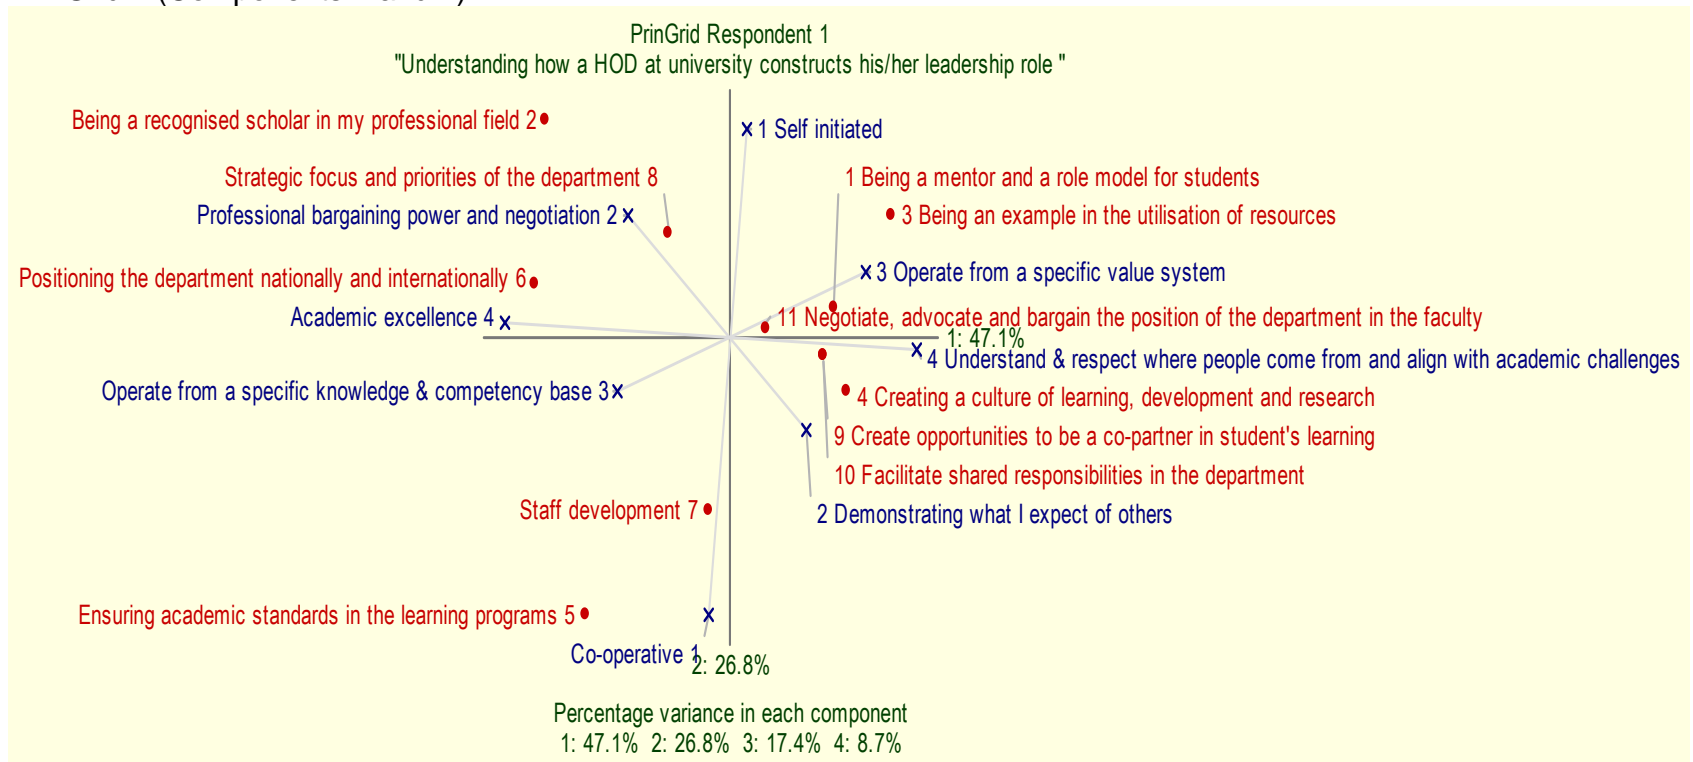 PrinGrid Respondent 1
"Understanding how a HOD at university constructs his/her leadership role "
Being a recognised scholar in my professional field 2
1 Self initiated
Strategic focus and priorities of the department 8
1 Being a mentor and a role model for students
Professional bargaining power and negotiation 2
3 Being an example in the utilisation of resources
Positioning the department nationally and internationally 6
3 Operate from a specific value system
Academic excellence 4
11 Negotiate, advocate and bargain the position of the department in the faculty
1: 47.1%
4 Understand & respect where people come from and align with academic challenges
Operate from a specific knowledge & competency base 3
4 Creating a culture of learning, development and research
9 Create opportunities to be a co-partner in student's learning
10 Facilitate shared responsibilities in the department
Staff development 7
2 Demonstrating what I expect of others
Ensuring academic standards in the learning programs 5
Co-operative 1
2: 26.8%
Percentage variance in each component
1: 47.1% 2: 26.8% 3: 17.4% 4: 8.7%